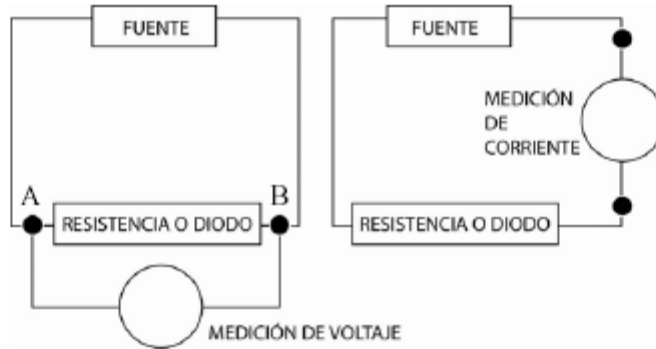 FUENTE
A
B
RESISTENCIA O DIODO
MEDICIÓN DE VOLTAJE
FUENTE
MEDICIÓN
DE
CORRIENTE
RESISTENCIA O DIODO